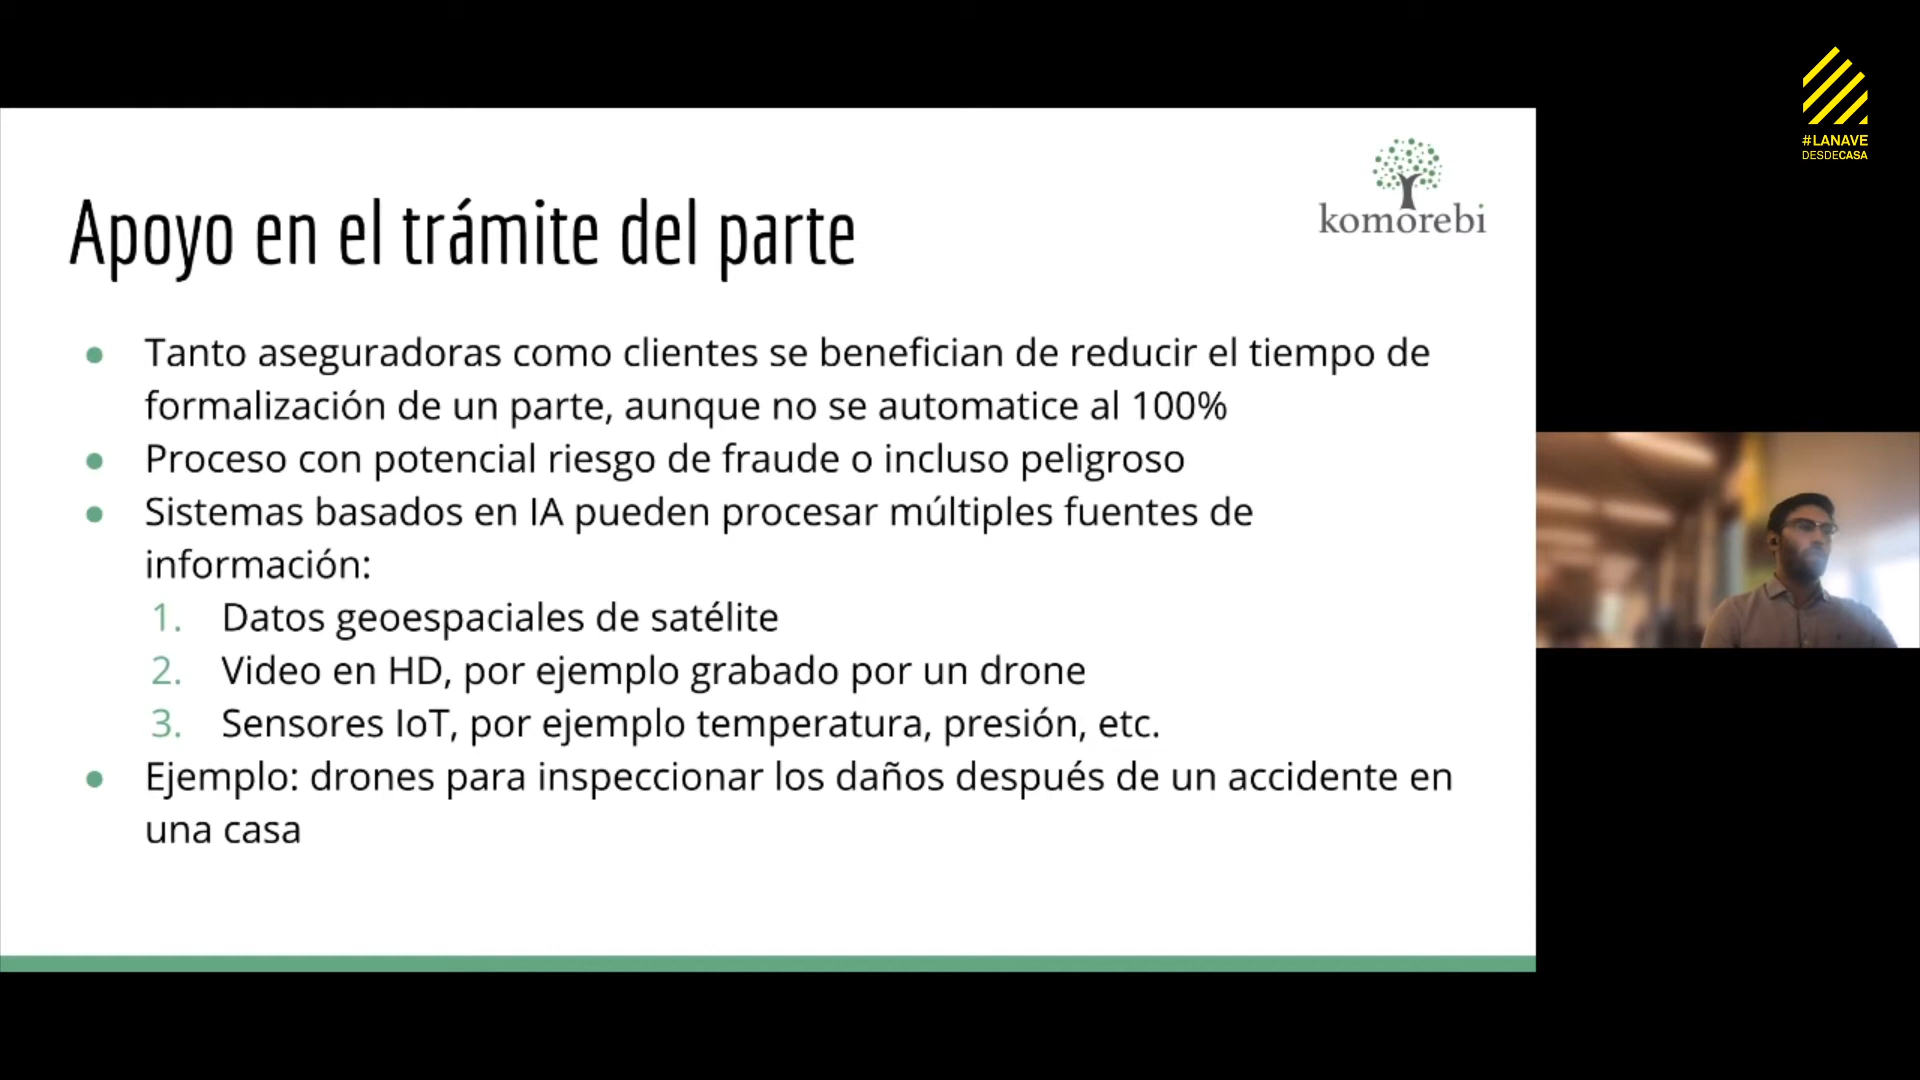 #LANAVE
DESDECASA
komorebi
Apoyo en el trámite del parte
● Tanto aseguradoras como clientes se benefician de reducir el tiempo de
formalización de un parte, aunque no se automatice al 100%
● Proceso con potencial riesgo de fraude o incluso peligroso
● Sistemas basados en IA pueden procesar múltiples fuentes de
información:
1. Datos geoespaciales de satélite
2. Video en HD, por ejemplo grabado por un drone
3. Sensores IoT, por ejemplo temperatura, presión, etc.
● Ejemplo: drones para inspeccionar los daños después de un accidente en
una casa